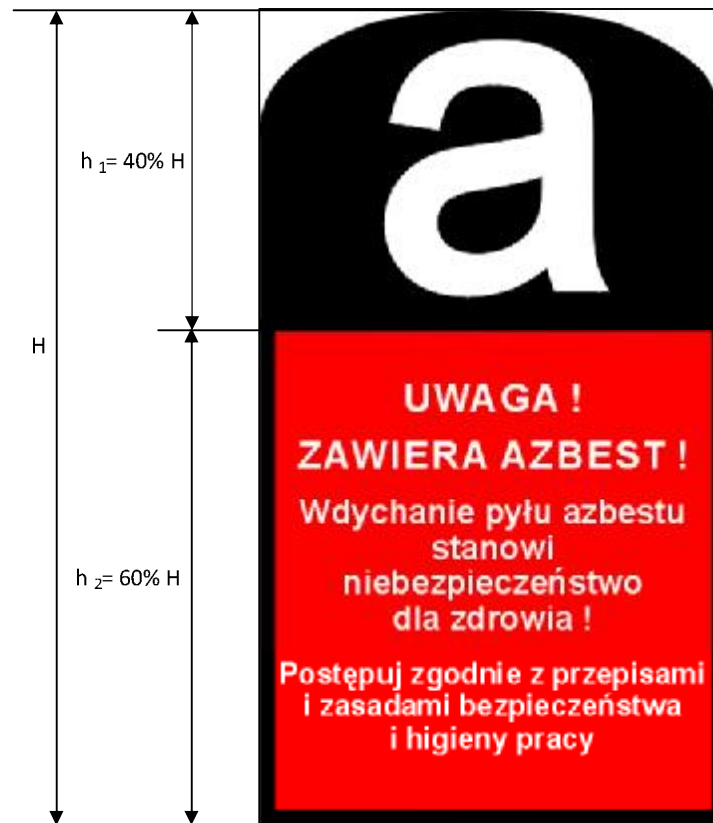 a
h 1= 40% H
H
UWAGA !
ZAWIERA AZBEST !
Wdychanie pyłu azbestu
stanowi
niebezpieczeństwo
dla zdrowia !
h 2= 60% H
Postępuj zgodnie z przepisami
i zasadami bezpieczeństwa
i higieny pracy